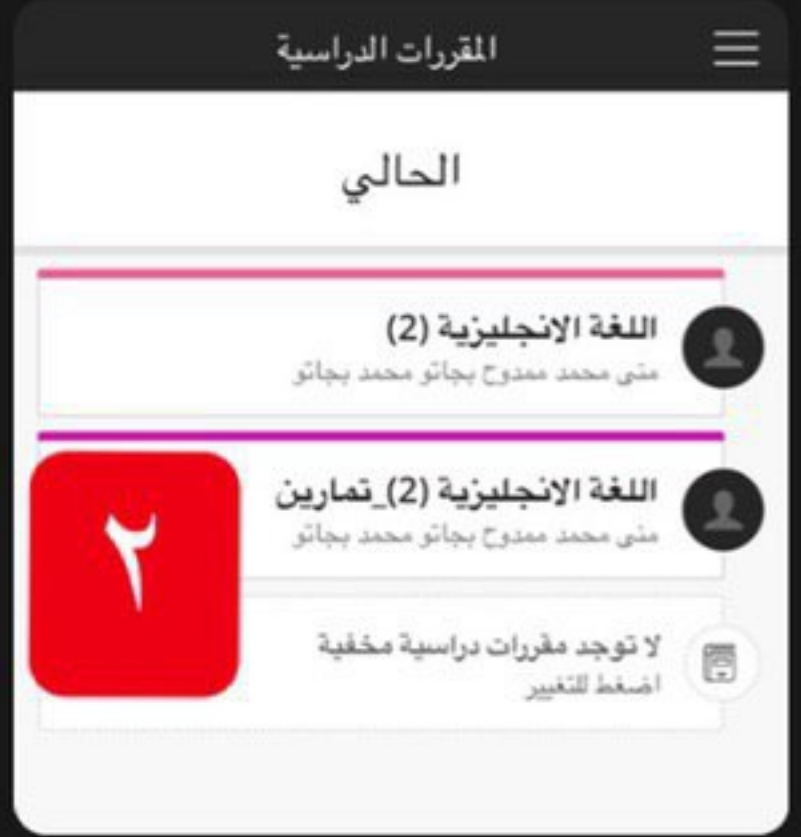 المقررات الدراسية
الحالي
اللغة الانجليزية (2)
منى محمد ممدوح بجاتو محمد بجاتو
اللغة الانجليزية (2)_تمارين
منى محمد ممدوح بجاتو محمد بجاتو
٢
لا توجد مقررات دراسية مخفية
اضغط للتغيير